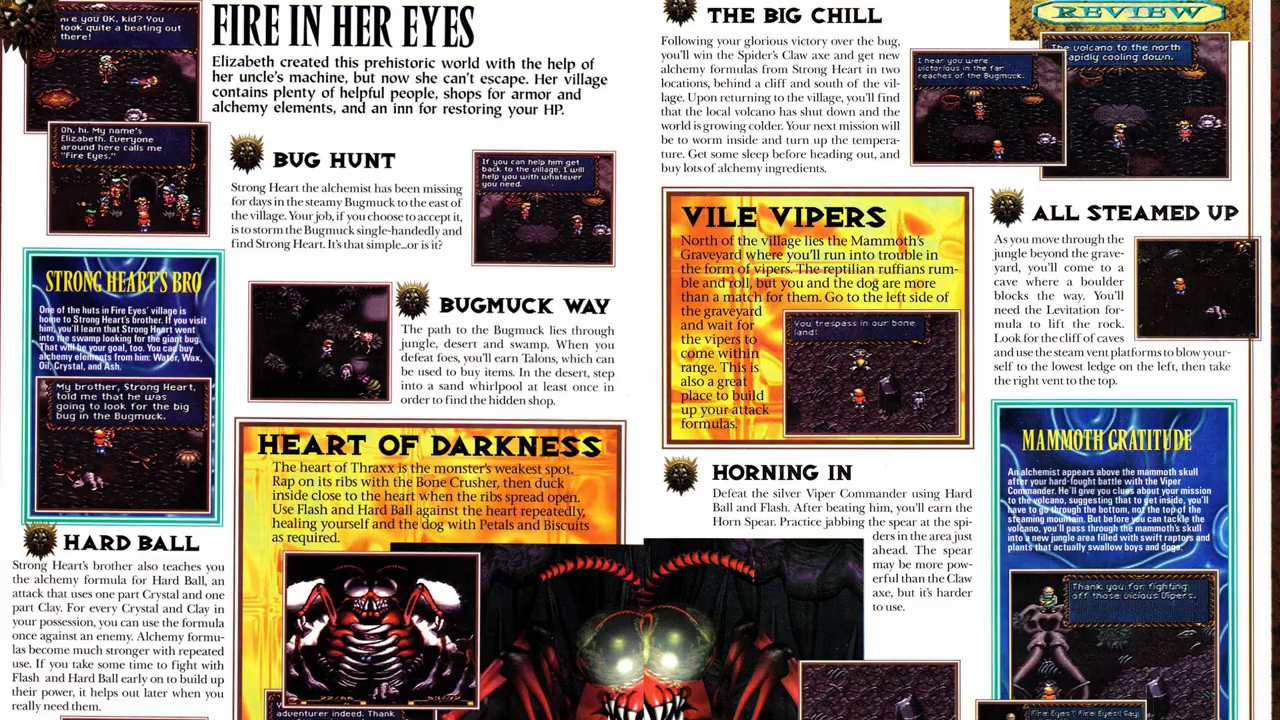 Are you OK, kid? You
took quite a beating out
there!
Oh, hi. My name's
Elizabeth. Everyone
around here calls me
"Fire Eyes."
FIRE IN HER EYES
Elizabeth created this prehistoric world with the help of
her uncle's machine, but now she can't escape. Her village
contains plenty of helpful people, shops for armor and
alchemy elements, and an inn for restoring your HP.
BUG HUNT
Strong Heart the alchemist has been missing
for days in the steamy Bugmuck to the east of
the village. Your job, if you choose to accept it,
is to storm the Bugmuck single-handedly and
find Strong Heart. It's that simple...or is it?
If you can help him get
back to the village, I will
help you with whatever
you need.
STRONG HEART'S BRO
One of the huts in Fire Eyes' village is
home to Strong Heart's brother. If you visit
him, you'll learn that Strong Heart went
into the swamp looking for the giant bug.
That will be your goal, too. You can buy
alchemy elements from him: Water, Wax,
Oil, Crystal, and Ash.
My brother, Strong Heart,
told me that he was
going to look for the big
bug in the Bugmuck.
BUGMUCK WAY
The path to the Bugmuck lies through
jungle, desert and swamp. When you
defeat foes, you'll earn Talons, which can
be used to buy items. In the desert, step
into a sand whirlpool at least once in
order to find the hidden shop.
HARD BALL
Strong Heart's brother also teaches you
the alchemy formula for Hard Ball, an
attack that uses one part Crystal and one
part Clay. For every Crystal and Clay in
your possession, you can use the formula
once against an enemy. Alchemy formu-
las become much stronger with repeated
use. If you take some time to fight with
Flash and Hard Ball early on to build up
their power, it helps out later when you
really need them.
HEART OF DARKNESS
The heart of Thraxx is the monster's weakest spot.
Rap on its ribs with the Bone Crusher, then duck
inside close to the heart when the ribs spread open.
Use Flash and Hard Ball against the heart repeatedly,
healing yourself and the dog with Petals and Biscuits
as required.
adventurer indeed. Thank
THE BIG CHILL
Following your glorious victory over the bug,
you'll win the Spider's Claw axe and get new
alchemy formulas from Strong Heart in two
locations, behind a cliff and south of the vil-
lage. Upon returning to the village, you'll find
that the local volcano has shut down and the
world is growing colder. Your next mission will
be to worm inside and turn up the tempera-
ture. Get some sleep before heading out, and
buy lots of alchemy ingredients.
REVIEW
I hear you were
victorious in the far
reaches of the Bugmuck.
The volcano to the north
rapidly cooling down.
VILE VIPERS
North of the village lies the Mammoth's
Graveyard where you'll run into trouble in
the form of vipers. The reptilian ruffians rum-
ble and roll, but you and the dog are more
than a match for them. Go to the left side of
the graveyard
and wait for
the vipers to
come within
range. This is
also a great
place to build
up your attack
formulas.
You trespass in our bone
land!
ALL STEAMED UP
As you move through the
jungle beyond the grave-
yard, you'll come to a
cave where a boulder
blocks the way. You'll
need the Levitation for-
mula to lift the rock.
Look for the cliff of caves
and use the steam vent platforms to blow your-
self to the lowest ledge on the left, then take
the right vent to the top.
HORNING IN
Defeat the silver Viper Commander using Hard
Ball and Flash. After beating him, you'll earn the
Horn Spear. Practice jabbing the spear at the spi-
ders in the area just
ahead. The spear
may be more pow-
erful than the Claw
axe, but it's harder
to use.
MAMMOTH GRATITUDE
An alchemist appears above the mammoth skull
after your hard-fought battle with the Viper
Commander. He'll give you clues about your mission
to the volcano, suggesting that to get inside, you'll
have to go through the bottom, not the top of the
steaming mountain. But before you can tackle the
volcano, you'll pass through the mammoth's skull
into a new jungle area filled with swift raptors and
plants that actually swallow boys and dogs.
Thank you for fighting
off those vicious Vipers.
Fire Eyes? Fire Eyes!